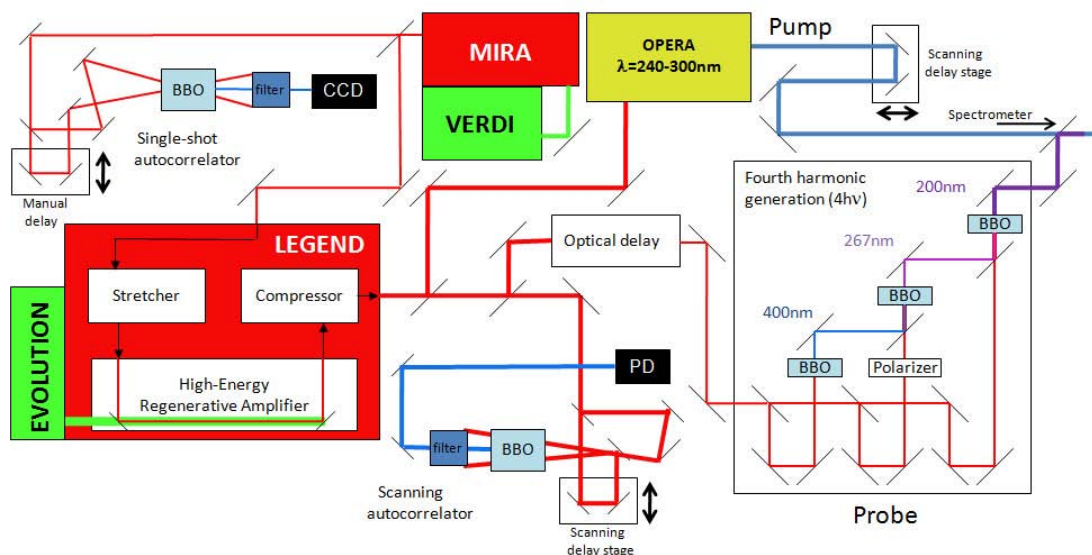 MIRA
VERDI
OPERA
λ=240-300nm
Pump
Scanning
delay stage
Spectrometer
BBO
filter
CCD
Single-shot
autocorrelator
Manual
delay
LEGEND
Stretcher
Compressor
EVOLUTION
High-Energy
Regenerative Amplifier
Optical delay
Fourth harmonic
generation (4hν)
200nm
BBO
267nm
BBO
400nm
BBO
Polarizer
Probe
PD
filter
BBO
Scanning
autocorrelator
Scanning
delay stage